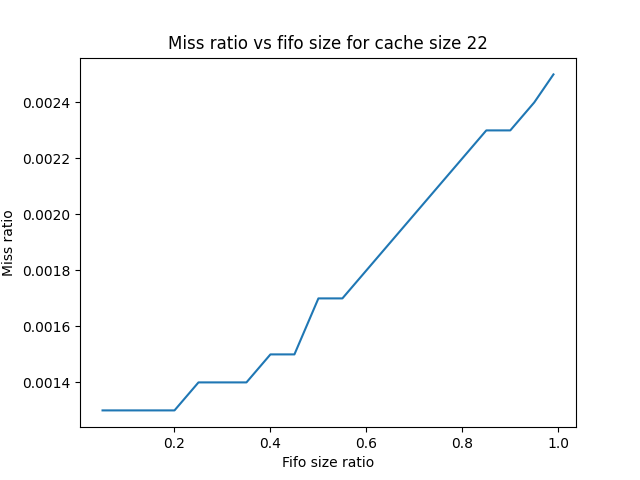 Miss ratio vs fifo size for cache size 22
0.0024
0.0022
0.0020
0.0018
0.0016
0.0014
Miss ratio
0.2 0.4 0.6 0.8 1.0
Fifo size ratio